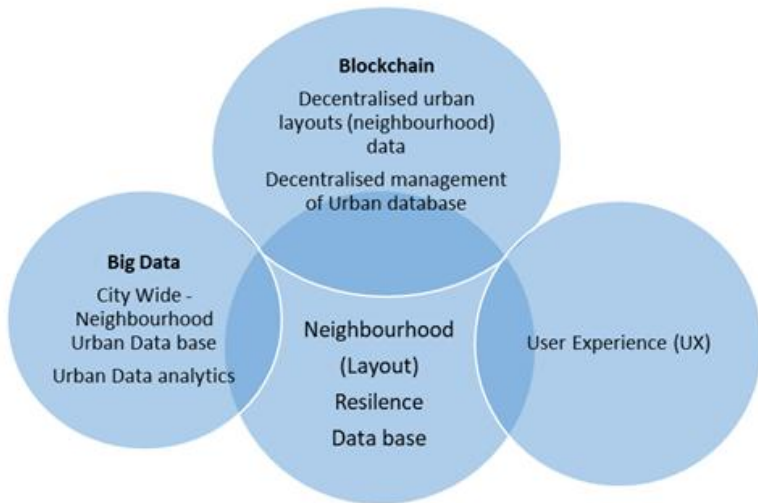 Blockchain
Decentralised urban
layouts (neighbourhood)
data
Decentralised management
of Urban database
Big Data
City Wide -
Neighbourhood
Urban Data base
Urban Data analytics
Neighbourhood
(Layout)
Resilence
Data base
User Experience (UX)